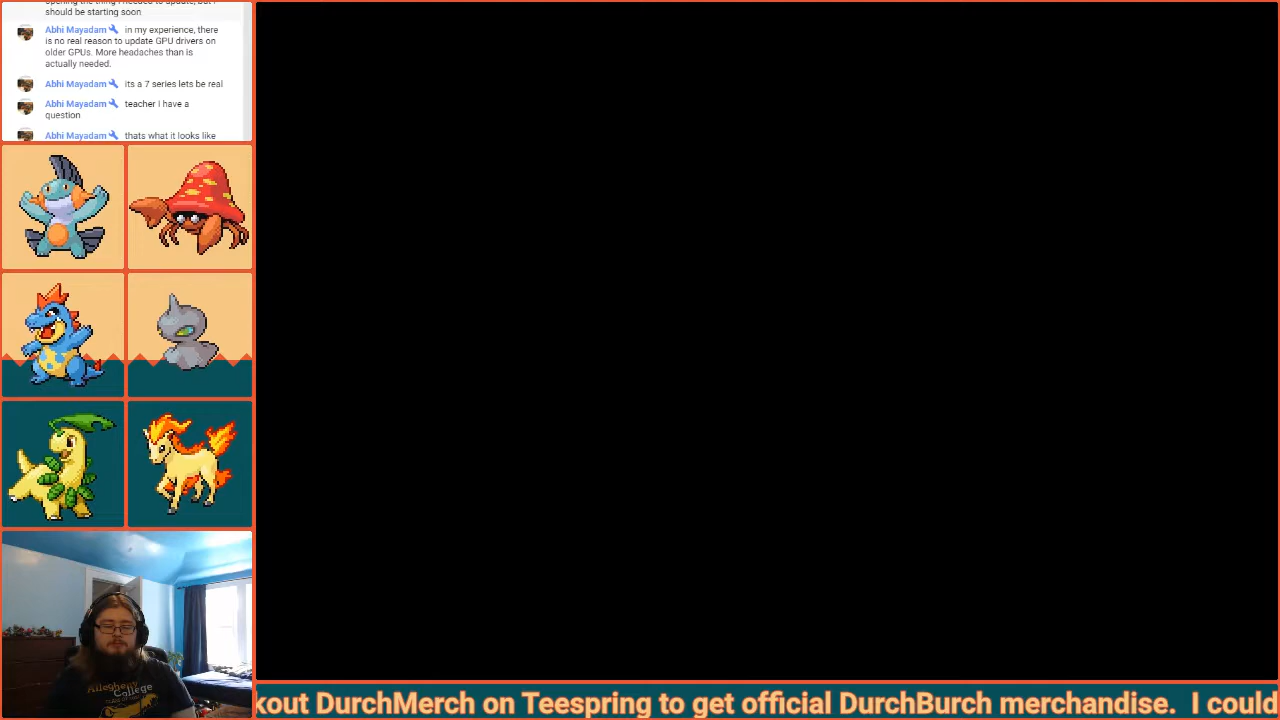 should be starting soon
Abhi Mayadam in my experience, there
is no real reason to update GPU drivers on
older GPUs. More headaches than is
actually needed.
Abhi Mayadam its a 7 series lets be real
Abhi Mayadam teacher I have a
question
Abhi Mayadam thats what it looks like
Allegheny
College
kout DurchMerch on Teespring to get official DurchBurch merchandise. I could